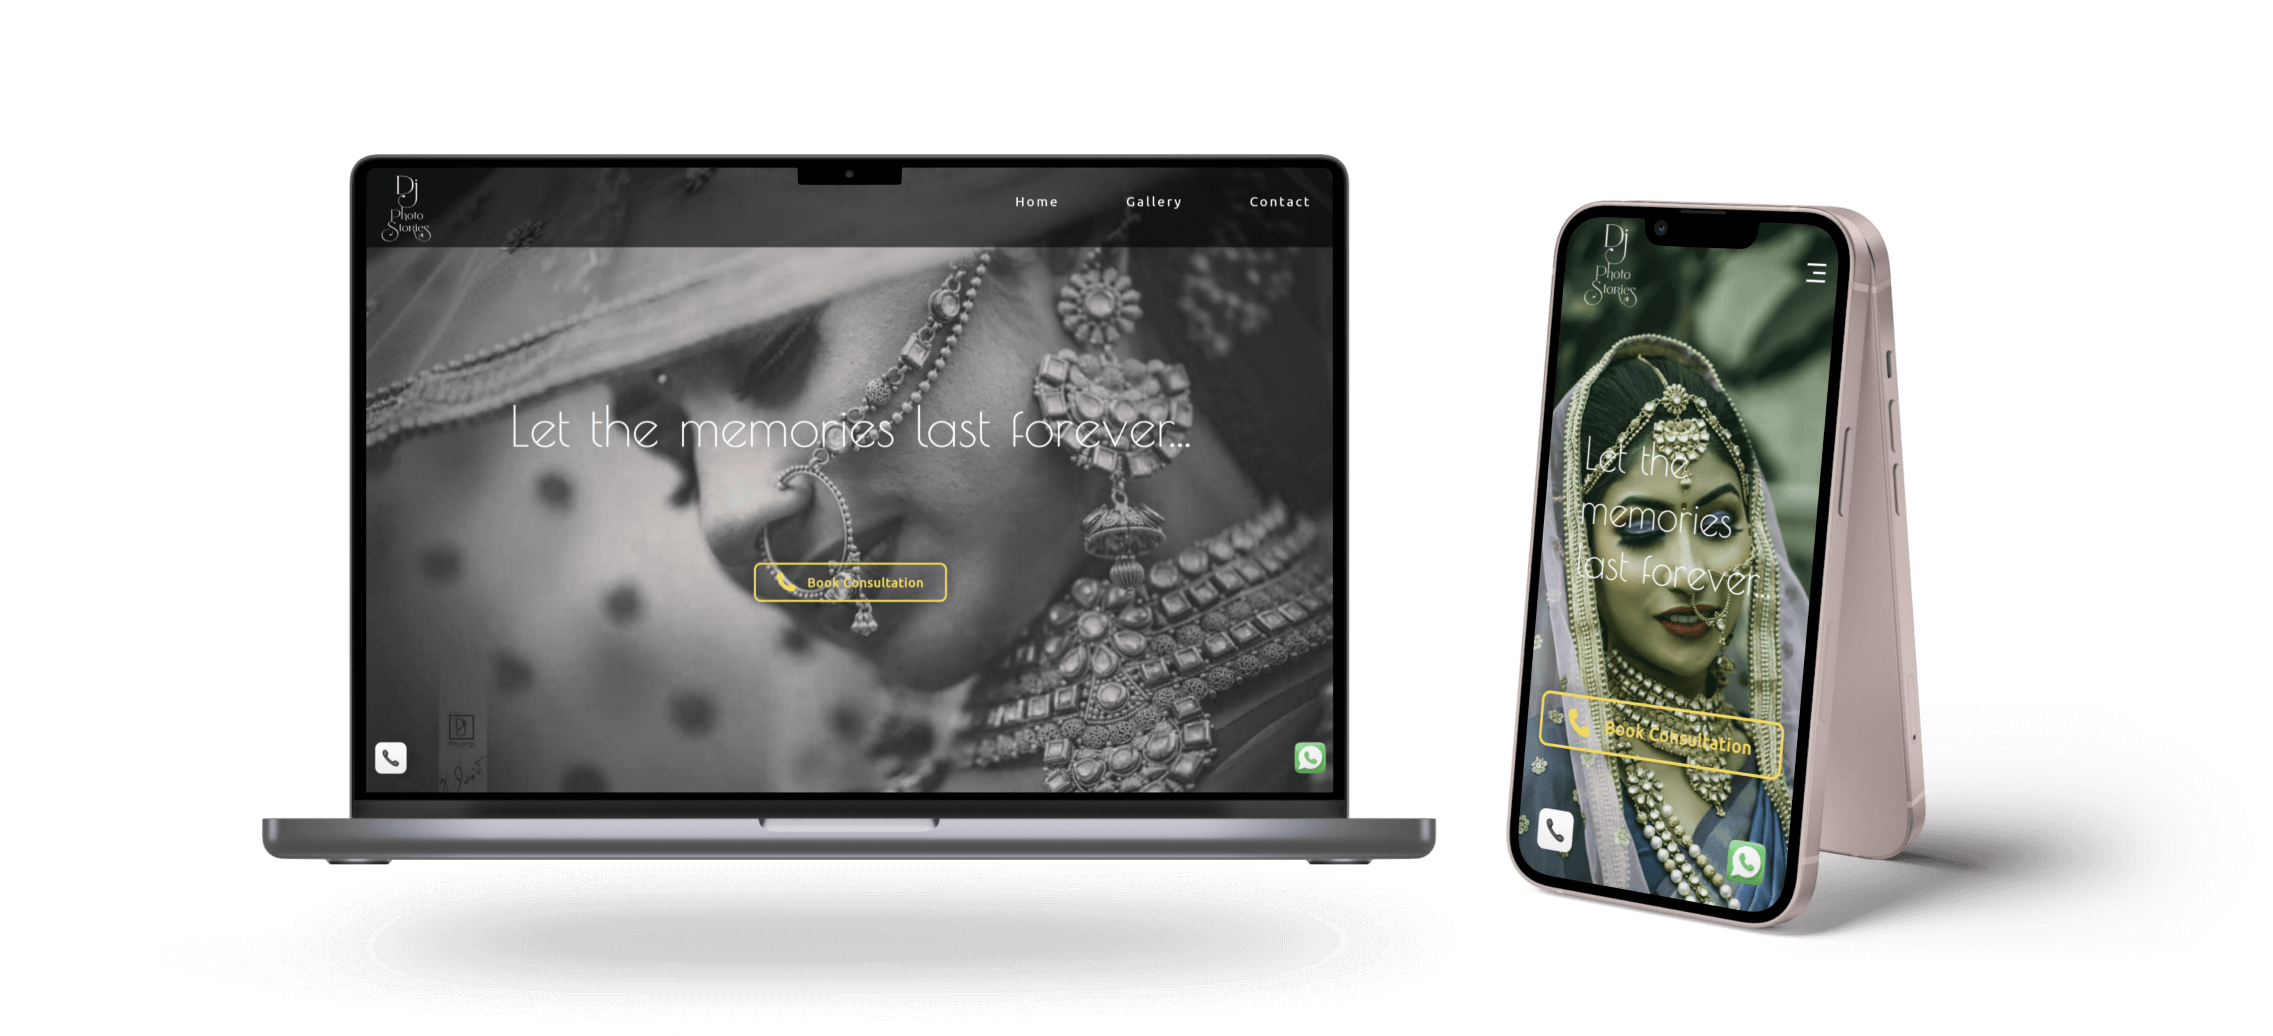 Dj
Photo
Stories
Home
Gallery
Contact
Let the memories last forever...
Book Consultation
Dj
Photo
Stories
Let the
memories
last forever...
Book Consultation